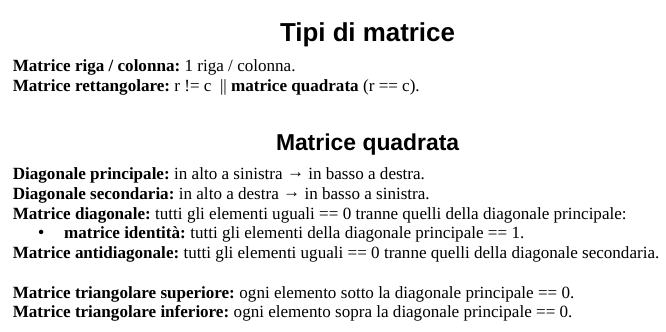 Tipi di matrice
Matrice riga / colonna: 1 riga / colonna.
Matrice rettangolare: r != c || matrice quadrata (r == c).
Matrice quadrata
Diagonale principale: in alto a sinistra → in basso a destra.
Diagonale secondaria: in alto a destra → in basso a sinistra.
Matrice diagonale: tutti gli elementi uguali == 0 tranne quelli della diagonale principale:
• matrice identità: tutti gli elementi della diagonale principale == 1.
Matrice antidiagonale: tutti gli elementi uguali == 0 tranne quelli della diagonale secondaria.
Matrice triangolare superiore: ogni elemento sotto la diagonale principale == 0.
Matrice triangolare inferiore: ogni elemento sopra la diagonale principale == 0.